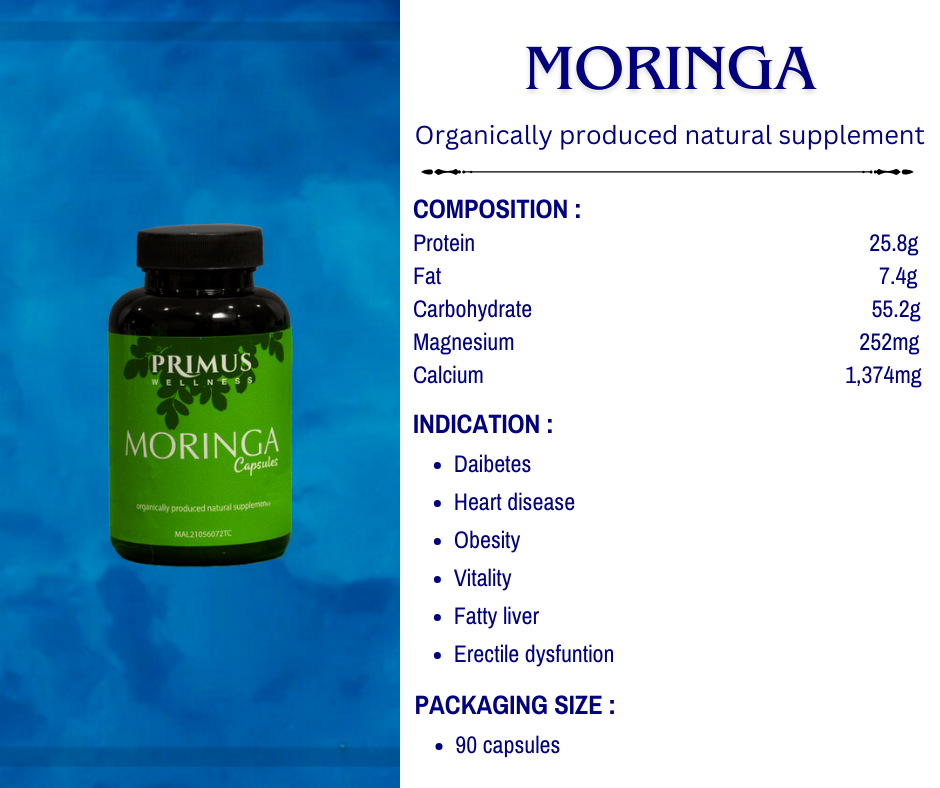 PRIMUS
WELLNESS
MORINGA
Capsules
organically produced natural supplement
MAL21056072TC
MORINGA
Organically produced natural supplement
COMPOSITION :
Protein 25.8g
Fat 7.4g
Carbohydrate 55.2g
Magnesium 252mg
Calcium 1,374mg
INDICATION :
• Daibetes
• Heart disease
• Obesity
• Vitality
• Fatty liver
• Erectile dysfuntion
PACKAGING SIZE :
• 90 capsules